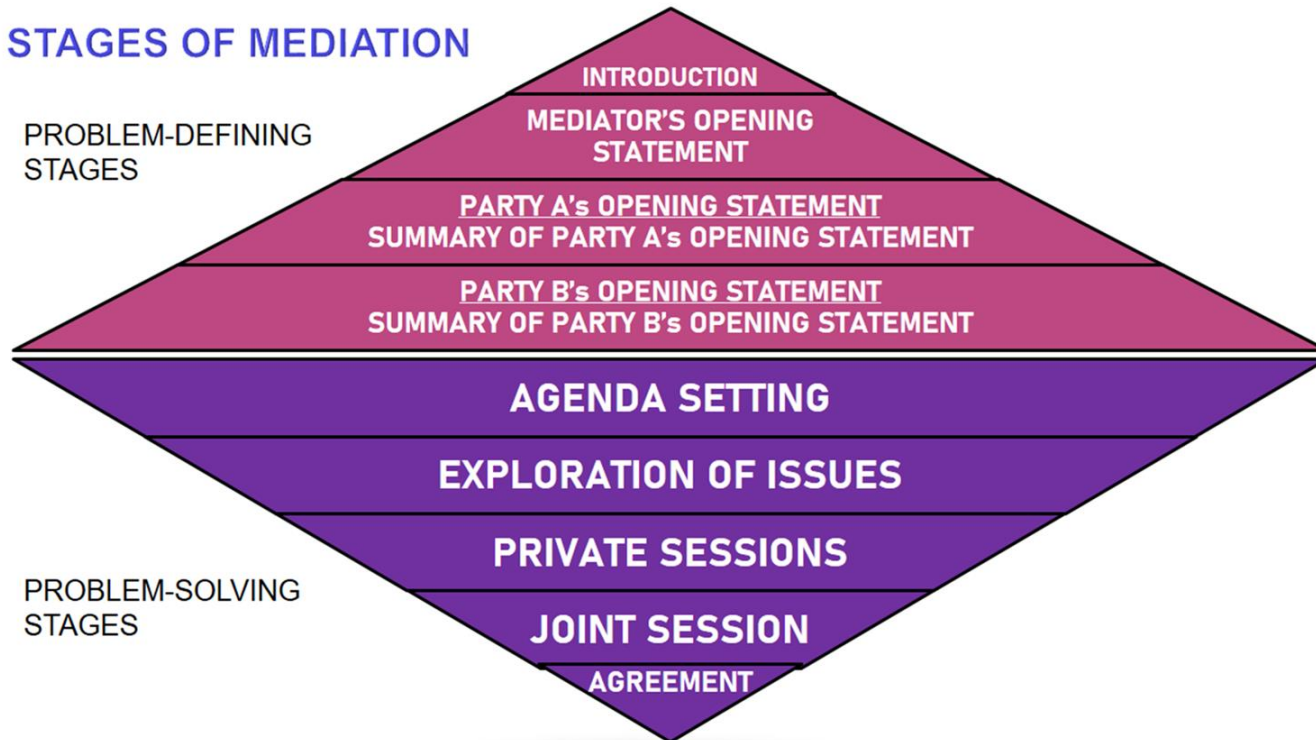 STAGES OF MEDIATION
PROBLEM-DEFINING
STAGES
INTRODUCTION
MEDIATOR'S OPENING
STATEMENT
PARTY A's OPENING STATEMENT
SUMMARY OF PARTY A's OPENING STATEMENT
PARTY B's OPENING STATEMENT
SUMMARY OF PARTY B's OPENING STATEMENT
AGENDA SETTING
EXPLORATION OF ISSUES
PRIVATE SESSIONS
PROBLEM-SOLVING
STAGES
JOINT SESSION
AGREEMENT